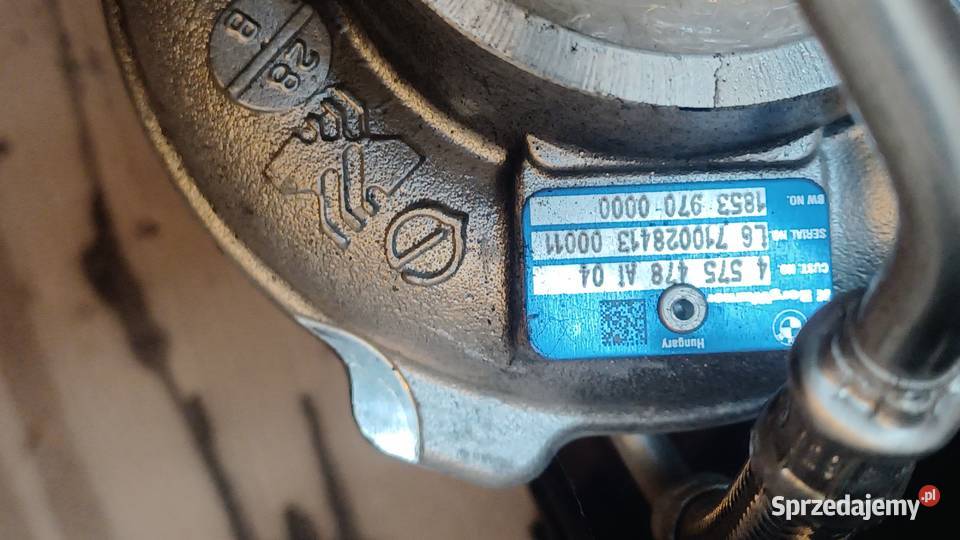 Hungary
BorgWarner
CUST. NO. 4 575 478 AI 04
SERIAL NO. L6 710028413 00011
BW NO. 1853 970 0000
28
B
Sprzedajemy.pl